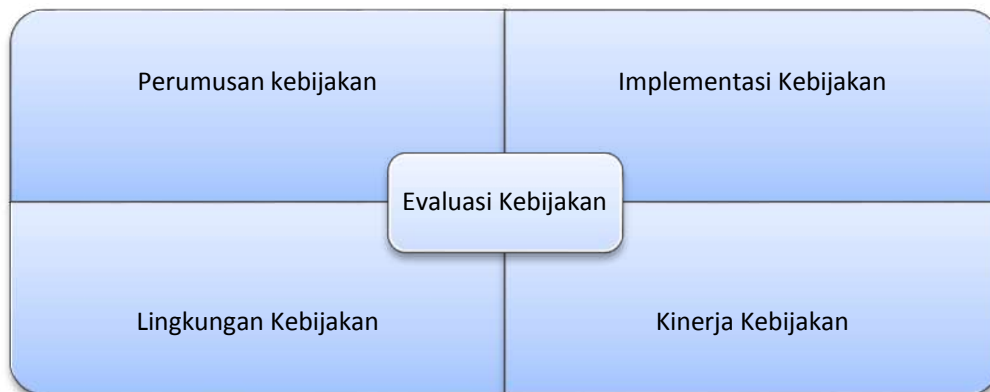 Perumusan kebijakan
Implementasi Kebijakan
Evaluasi Kebijakan
Lingkungan Kebijakan
Kinerja Kebijakan